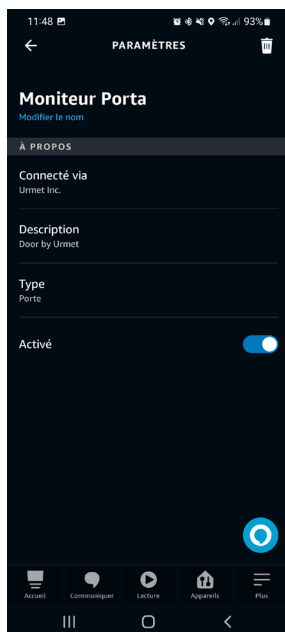 11:48 93%
PARAMÈTRES
Moniteur Porta
Modifier le nom
À PROPOS
Connecté via
Urmet Inc.
Description
Door by Urmet
Type
Porte
Activé
Accueil Communiquer Lecture Appareils Plus